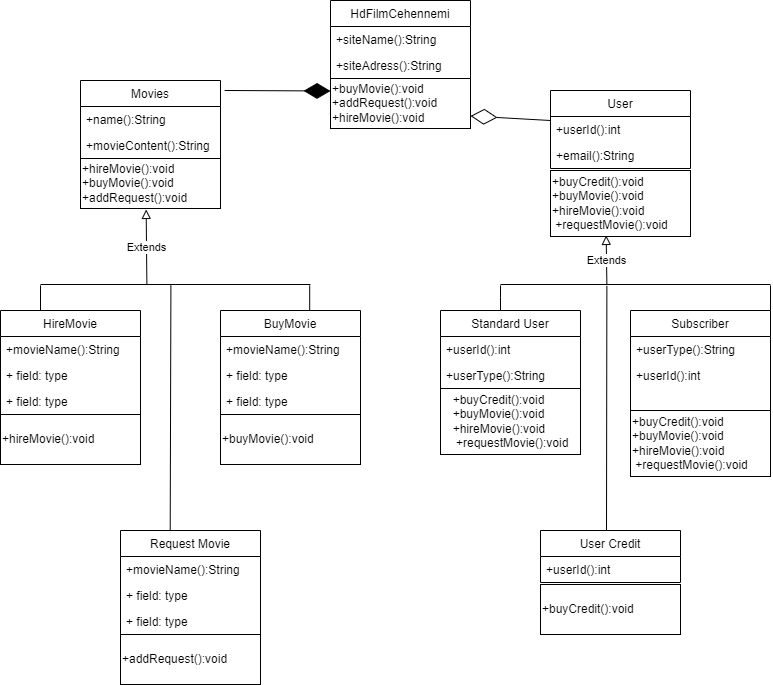 HdFilmCehennemi
+siteName():String
+siteAdress():String
+buyMovie():void
+addRequest():void
+hireMovie():void
Movies
+name():String
+movieContent():String
+hireMovie():void
+buyMovie():void
+addRequest():void
User
+userId():int
+email():String
+buyCredit():void
+buyMovie():void
+hireMovie():void
+requestMovie():void
Extends
Extends
HireMovie
+movieName():String
+ field: type
+ field: type
+hireMovie():void
BuyMovie
+movieName():String
+ field: type
+ field: type
+buyMovie():void
Standard User
+userId():int
+userType():String
+buyCredit():void
+buyMovie():void
+hireMovie():void
+requestMovie():void
Subscriber
+userType():String
+userId():int
+buyCredit():void
+buyMovie():void
+hireMovie():void
+requestMovie():void
Request Movie
+movieName():String
+ field: type
+ field: type
+addRequest():void
User Credit
+userId():int
+buyCredit():void